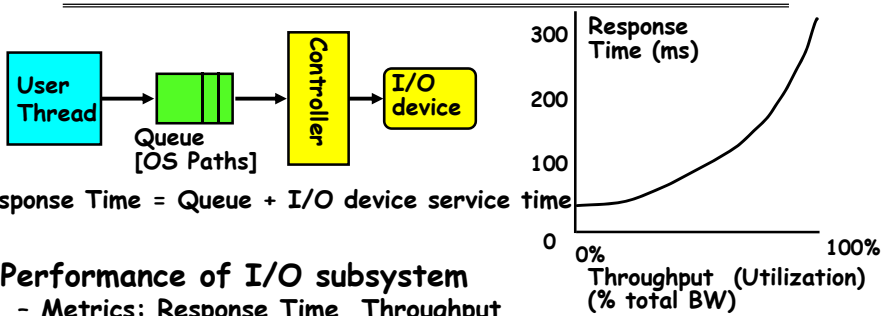 User
Thread
Queue
[OS Paths]
Controller
I/O
device
sponse Time = Queue + I/O device service time
Performance of I/O subsystem
– Metrics: Response Time Throughput
Response
Time (ms)
300
200
100
0
0%
100%
Throughput (Utilization)
(% total BW)